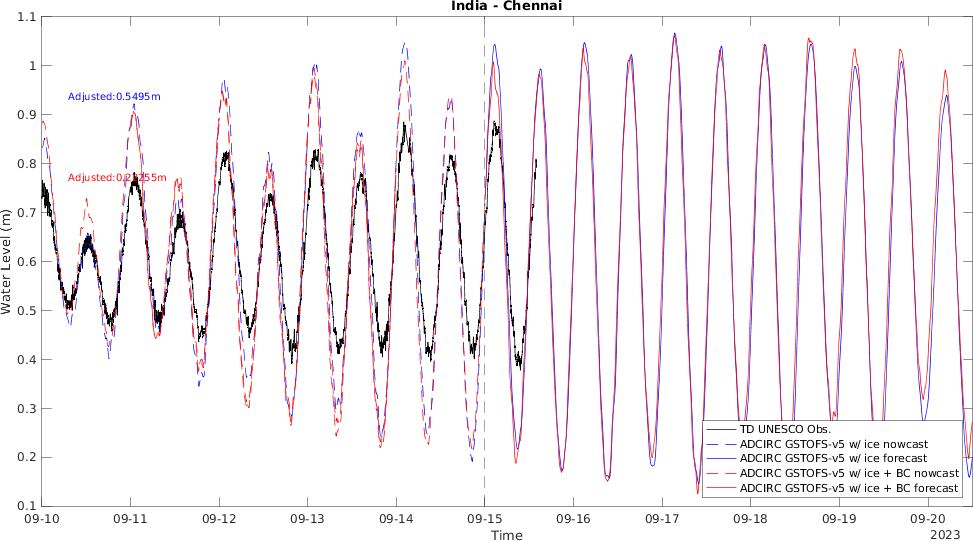 India - Chennai
Water Level (m)
1.1
1
0.9
0.8
0.7
0.6
0.5
0.4
0.3
0.2
0.1
Adjusted:0.5495m
TD UNESCO Obs.
ADCIRC GSTOFS-v5 w/ ice nowcast
ADCIRC GSTOFS-v5 w/ ice forecast
ADCIRC GSTOFS-v5 w/ ice + BC nowcast
ADCIRC GSTOFS-v5 w/ ice + BC forecast
09-10
09-11
09-12
09-13
09-14
09-15
09-16
09-17
09-18
09-19
09-20
Time
2023